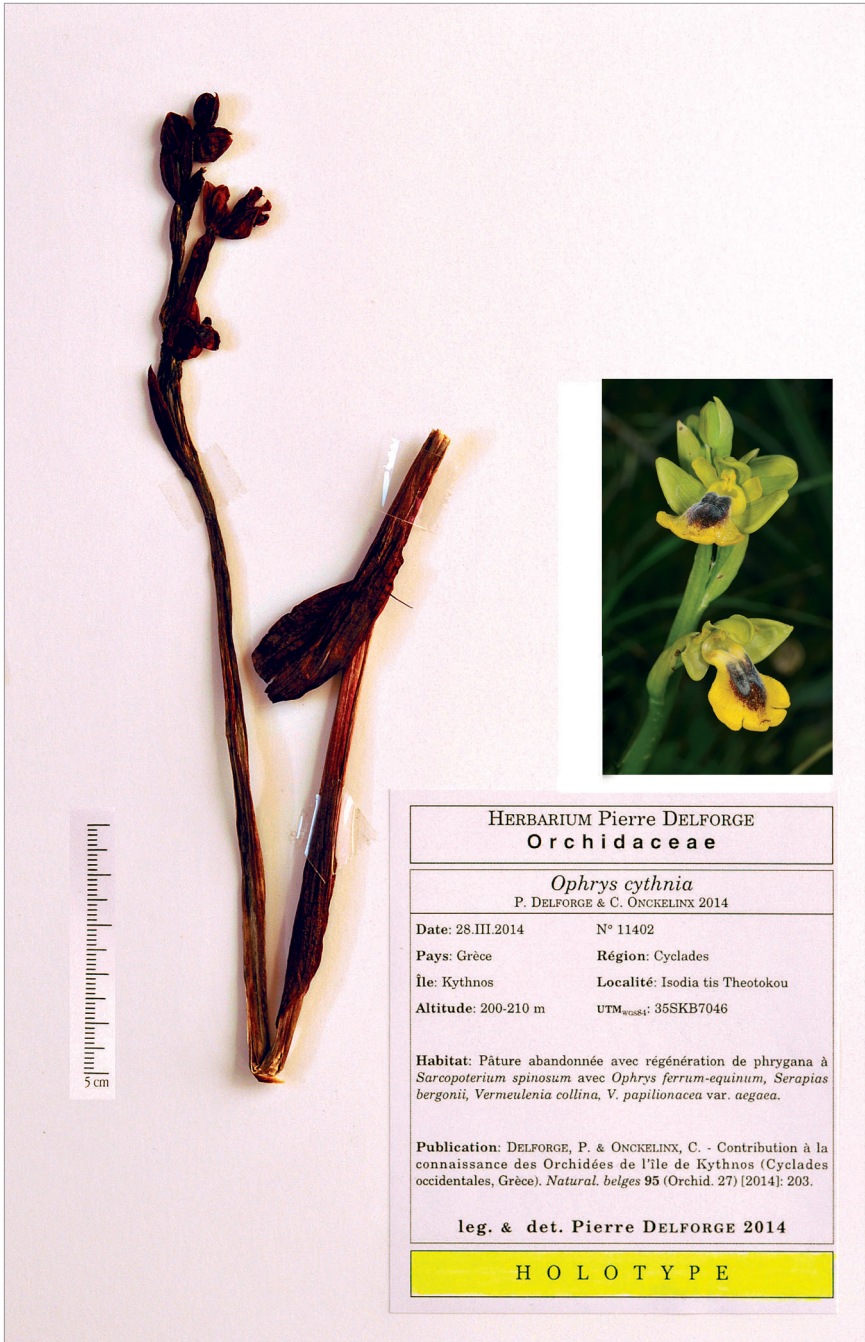 HERBARIUM Pierre DELFORGE
Orchidaceae
Ophrys cythnia
P. DELFORGE & C. ONCKELINX 2014
Date: 28.III.2014 N° 11402
Pays: Grèce Région: Cyclades
Île: Kythnos Localité: Isodia tis Theotokou
Altitude: 200-210 m UTM WGS84: 35SKB7046
Habitat: Pâture abandonnée avec régénération de phrygana à
Sarcopoterium spinosum avec Ophrys ferrum-equinum, Serapias
bergonii, Vermeulenia collina, V. papilionacea var. aegaea.
5 cm
Publication: DELFORGE, P. & ONCKELINX, C. - Contribution à la
connaissance des Orchidées de l'île de Kythnos (Cyclades
occidentales, Grèce). Natural. belges 95 (Orchid. 27) [2014]: 203.
leg. & det. Pierre DELFORGE 2014
HOLOTYPE